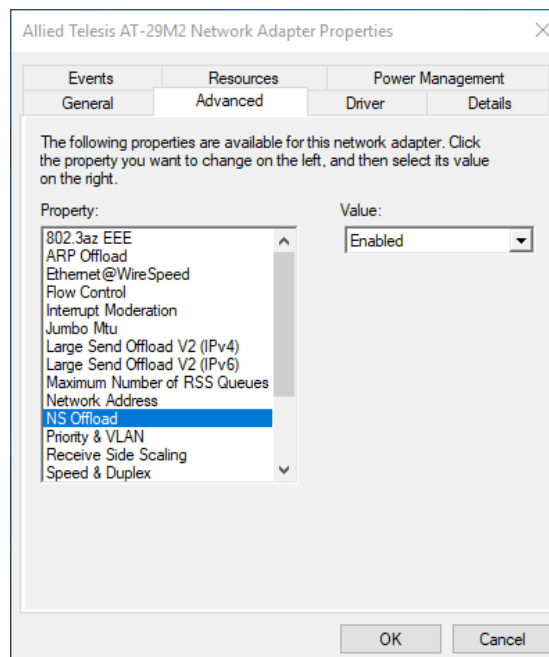 Allied Telesis AT-29M2 Network Adapter Properties
Events Resources Power Management
General Advanced Driver Details
The following properties are available for this network adapter. Click
the property you want to change on the left, and then select its value
on the right.
Property: Value:
802.3az EEE
Enabled
ARP Offload
Ethernet@WireSpeed
Flow Control
Interrupt Moderation
Jumbo Mtu
Large Send Offload V2 (IPv4)
Large Send Offload V2 (IPv6)
Maximum Number of RSS Queues
Network Address
NS Offload
Priority & VLAN
Receive Side Scaling
Speed & Duplex
OK Cancel